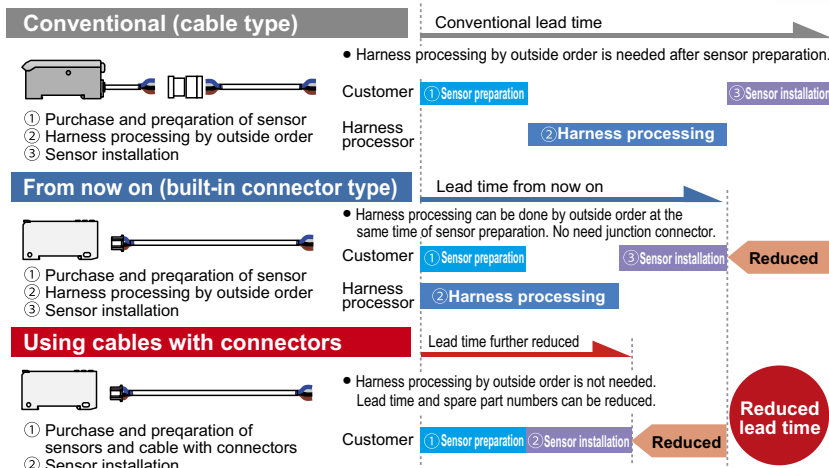 Conventional (cable type)
Conventional lead time
● Harness processing by outside order is needed after sensor preparation.
① Purchase and preqaration of sensor
② Harness processing by outside order
③ Sensor installation
Customer
①Sensor preparation
③Sensor installation
Harness
processor
②Harness processing
From now on (built-in connector type)
Lead time from now on
● Harness processing can be done by outside order at the
same time of sensor preparation. No need junction connector.
① Purchase and preqaration of sensor
② Harness processing by outside order
③ Sensor installation
Customer
①Sensor preparation
③Sensor installation
Reduced
Harness
processor
②Harness processing
Using cables with connectors
Lead time further reduced
● Harness processing by outside order is not needed.
Lead time and spare part numbers can be reduced.
① Purchase and preqaration of
sensors and cable with connectors
② Sensor installation
Customer
①Sensor preparation
②Sensor installation
Reduced
Reduced
lead time